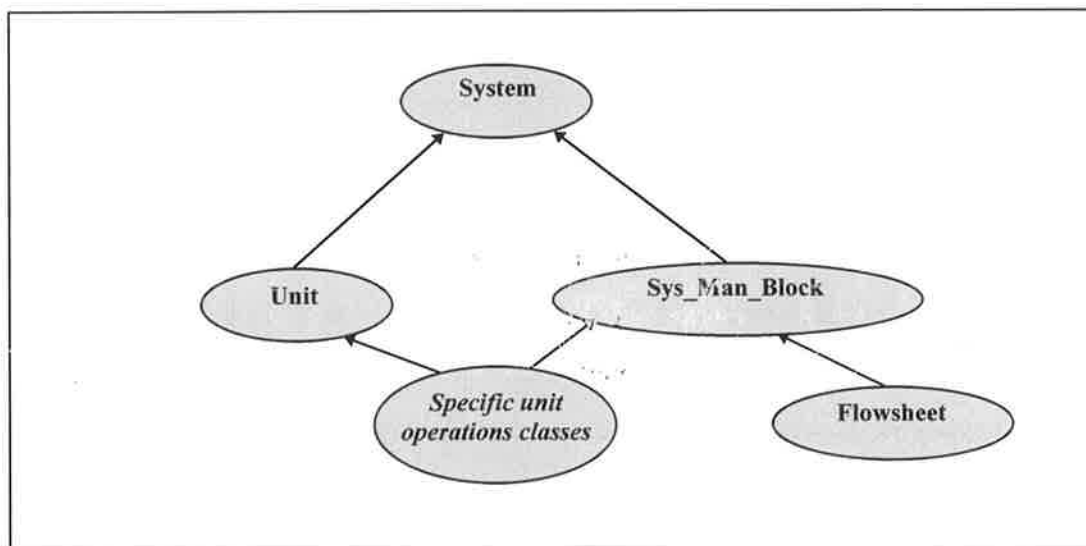 System
Unit
Sys_Man_Block
Specific unit
operations classes
Flowsheet